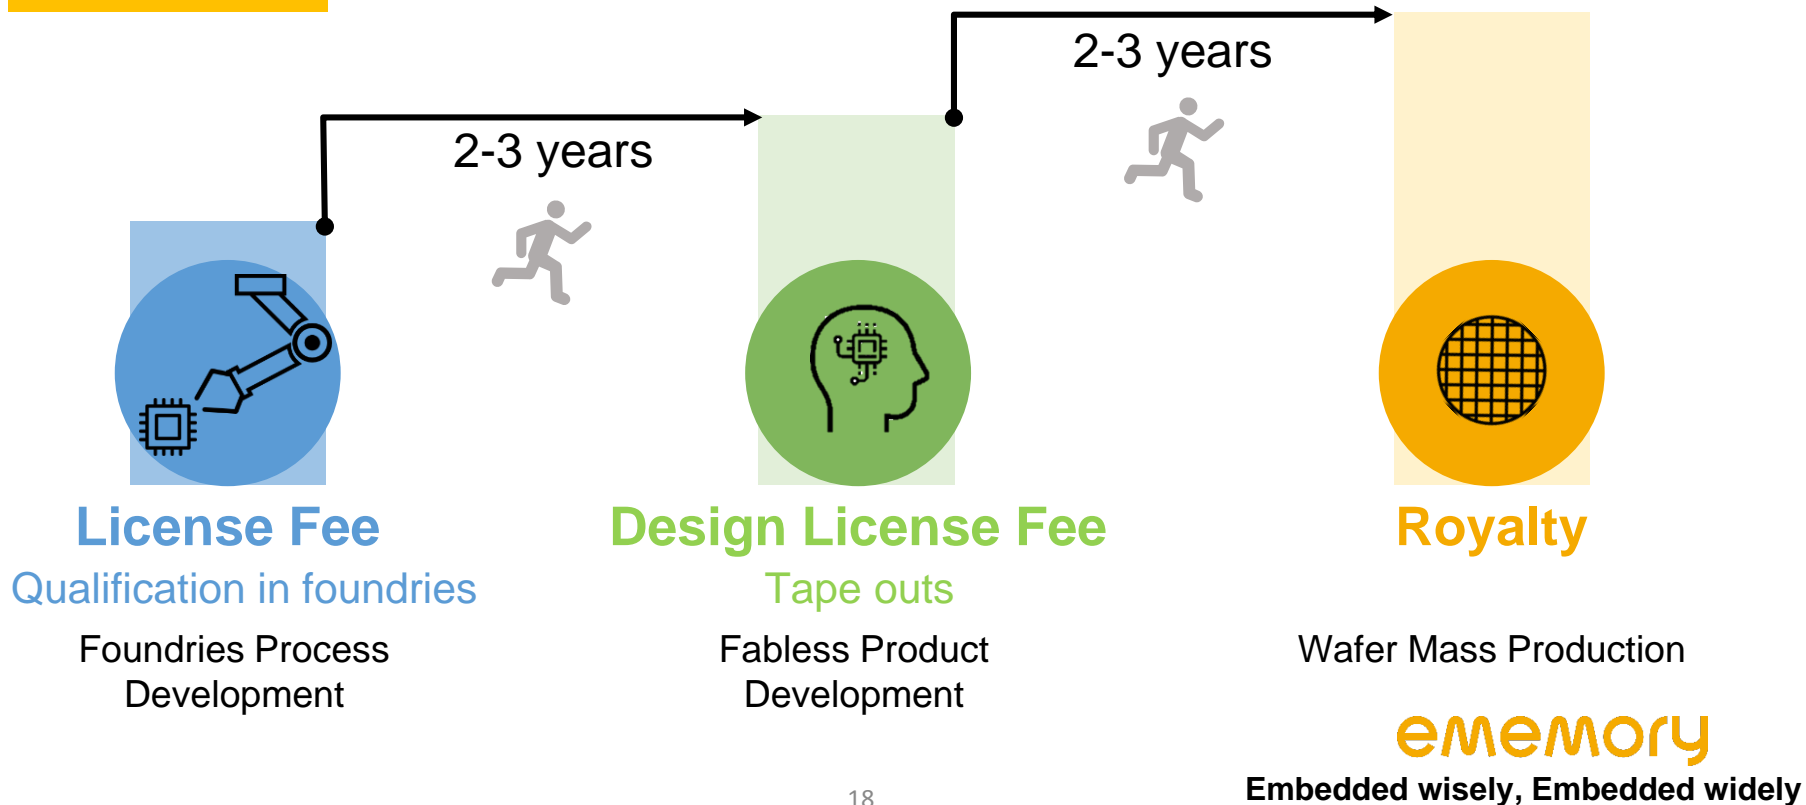 2-3 years
2-3 years
License Fee
Qualification in foundries
Foundries Process
Development
Design License Fee
Tape outs
Fabless Product
Development
Royalty
Wafer Mass Production
ememory
Embedded wisely, Embedded widely
18